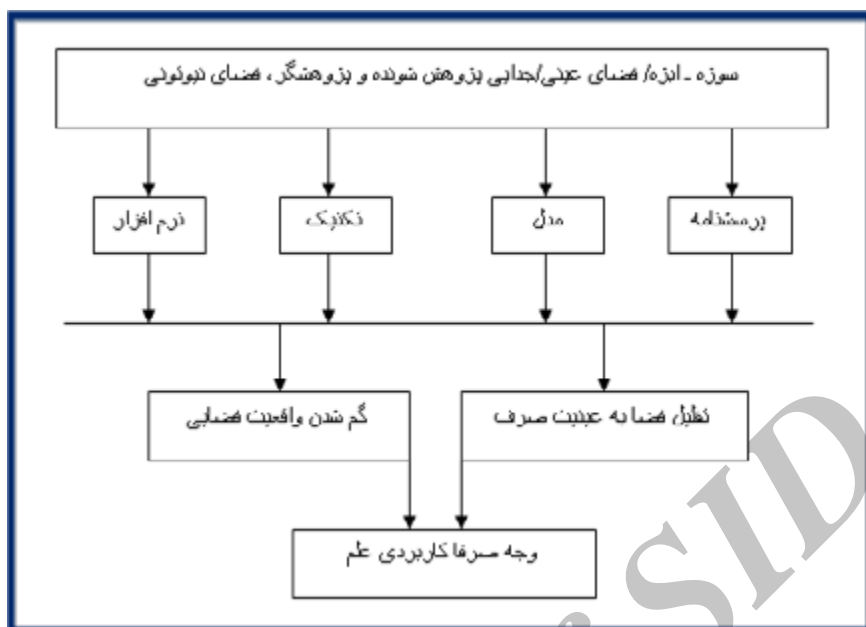 سوژه ـ ابژه/ فضای عینی/جدایی پژوهش شونده و پژوهشگر، فضای نیوتونی
پرسشنامه
مدل
تکنیک
نرم افزار
تقلیل فضا به عینیت صرف
گم شدن واقعیت فضایی
وجه صرفا کاربردی علم
SID